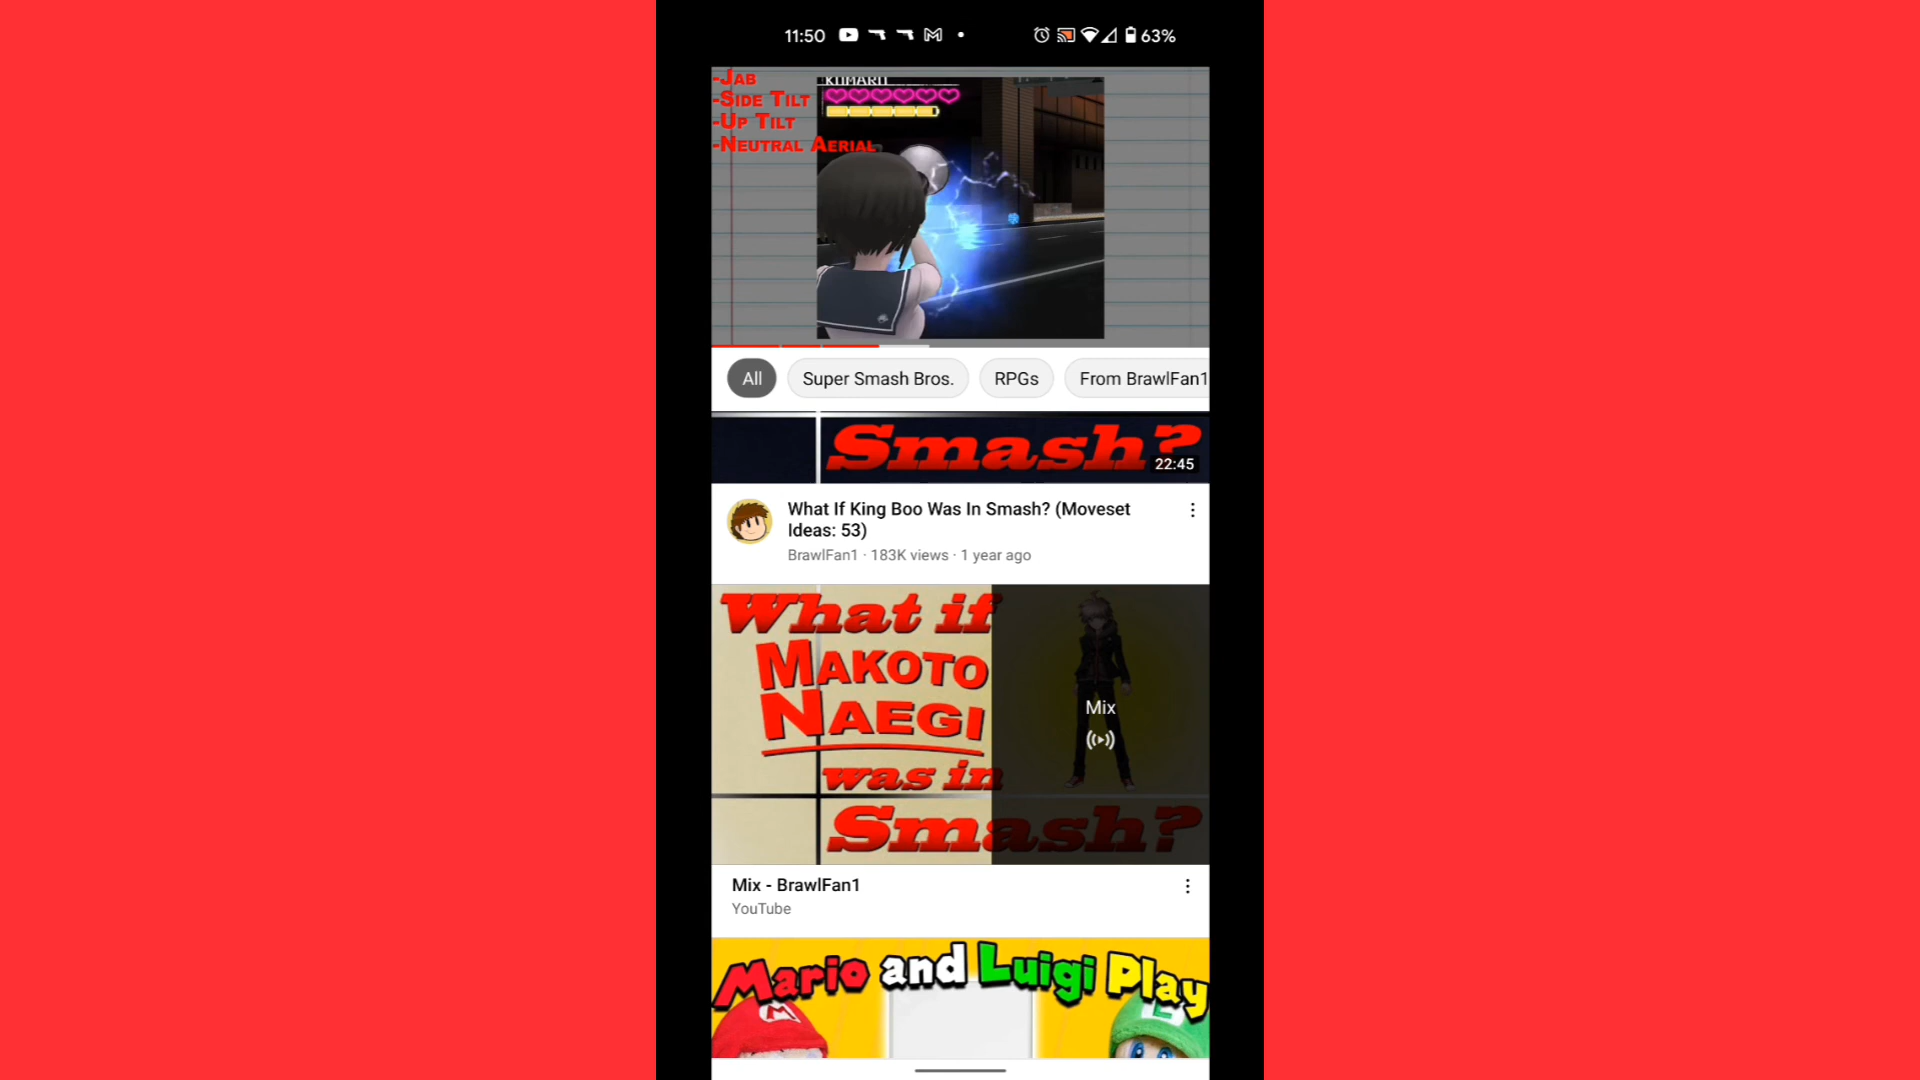 11:50
63%
-Jab
-Side Tilt
-Up Tilt
-Neutral Aerial
KOMARU
All
Super Smash Bros.
RPGs
From BrawlFan1
Smash?
22:45
What If King Boo Was In Smash? (Moveset
Ideas: 53)
BrawlFan1 · 183K views · 1 year ago
What if
Makoto
Naegi
was in
Smash?
Mix
Mix - BrawlFan1
YouTube
Mario and Luigi Play
M
L